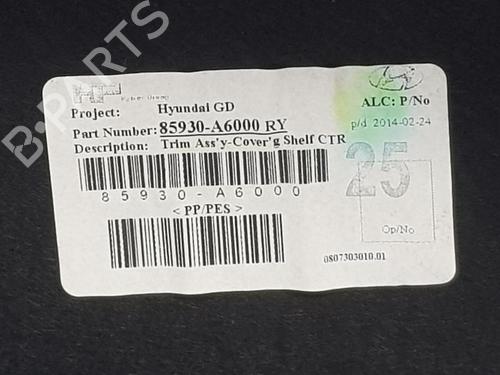 Project: Hyundai GD
ALC: P/No
Part Number: 85930-A6000 RY
p/d 2014-02-24
Description: Trim Ass'y-Cover'g Shelf CTR
25
85930-A6000
< PP/PES >
Op/No
0807303010.01
B-PARTS